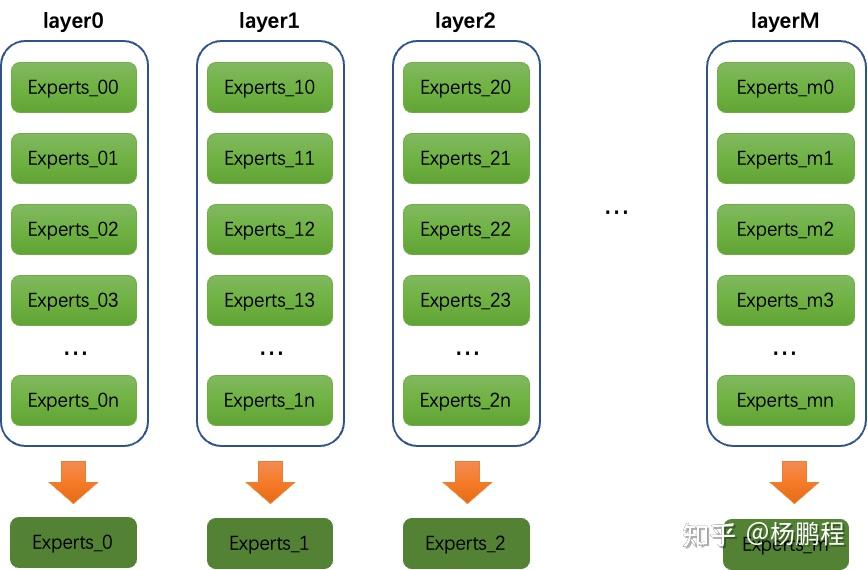 layer0 layer1 layer2 layerM
Experts_00 Experts_10 Experts_20 Experts_m0
Experts_01 Experts_11 Experts_21 Experts_m1
Experts_02 Experts_12 Experts_22 Experts_m2
...
Experts_03 Experts_13 Experts_23 Experts_m3
... ... ... ...
Experts_0n Experts_1n Experts_2n Experts_mn
Experts_0 Experts_1 Experts_2 Experts_m
知乎 @杨鹏程